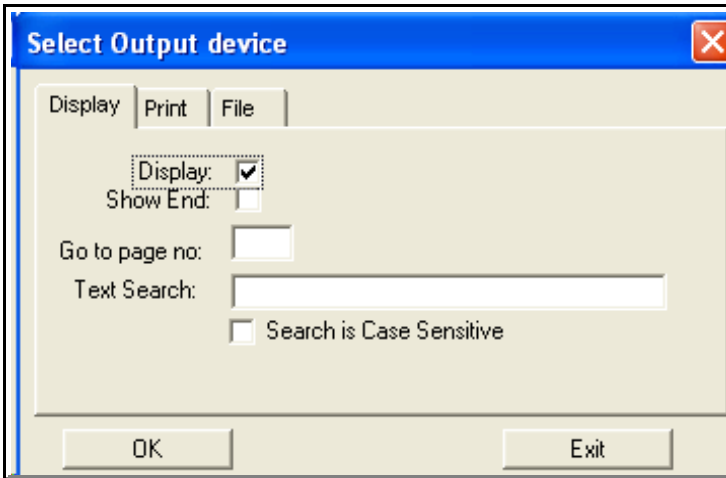 Select Output device
Display Print File
Display:
Show End:
Go to page no:
Text Search:
Search is Case Sensitive
OK Exit